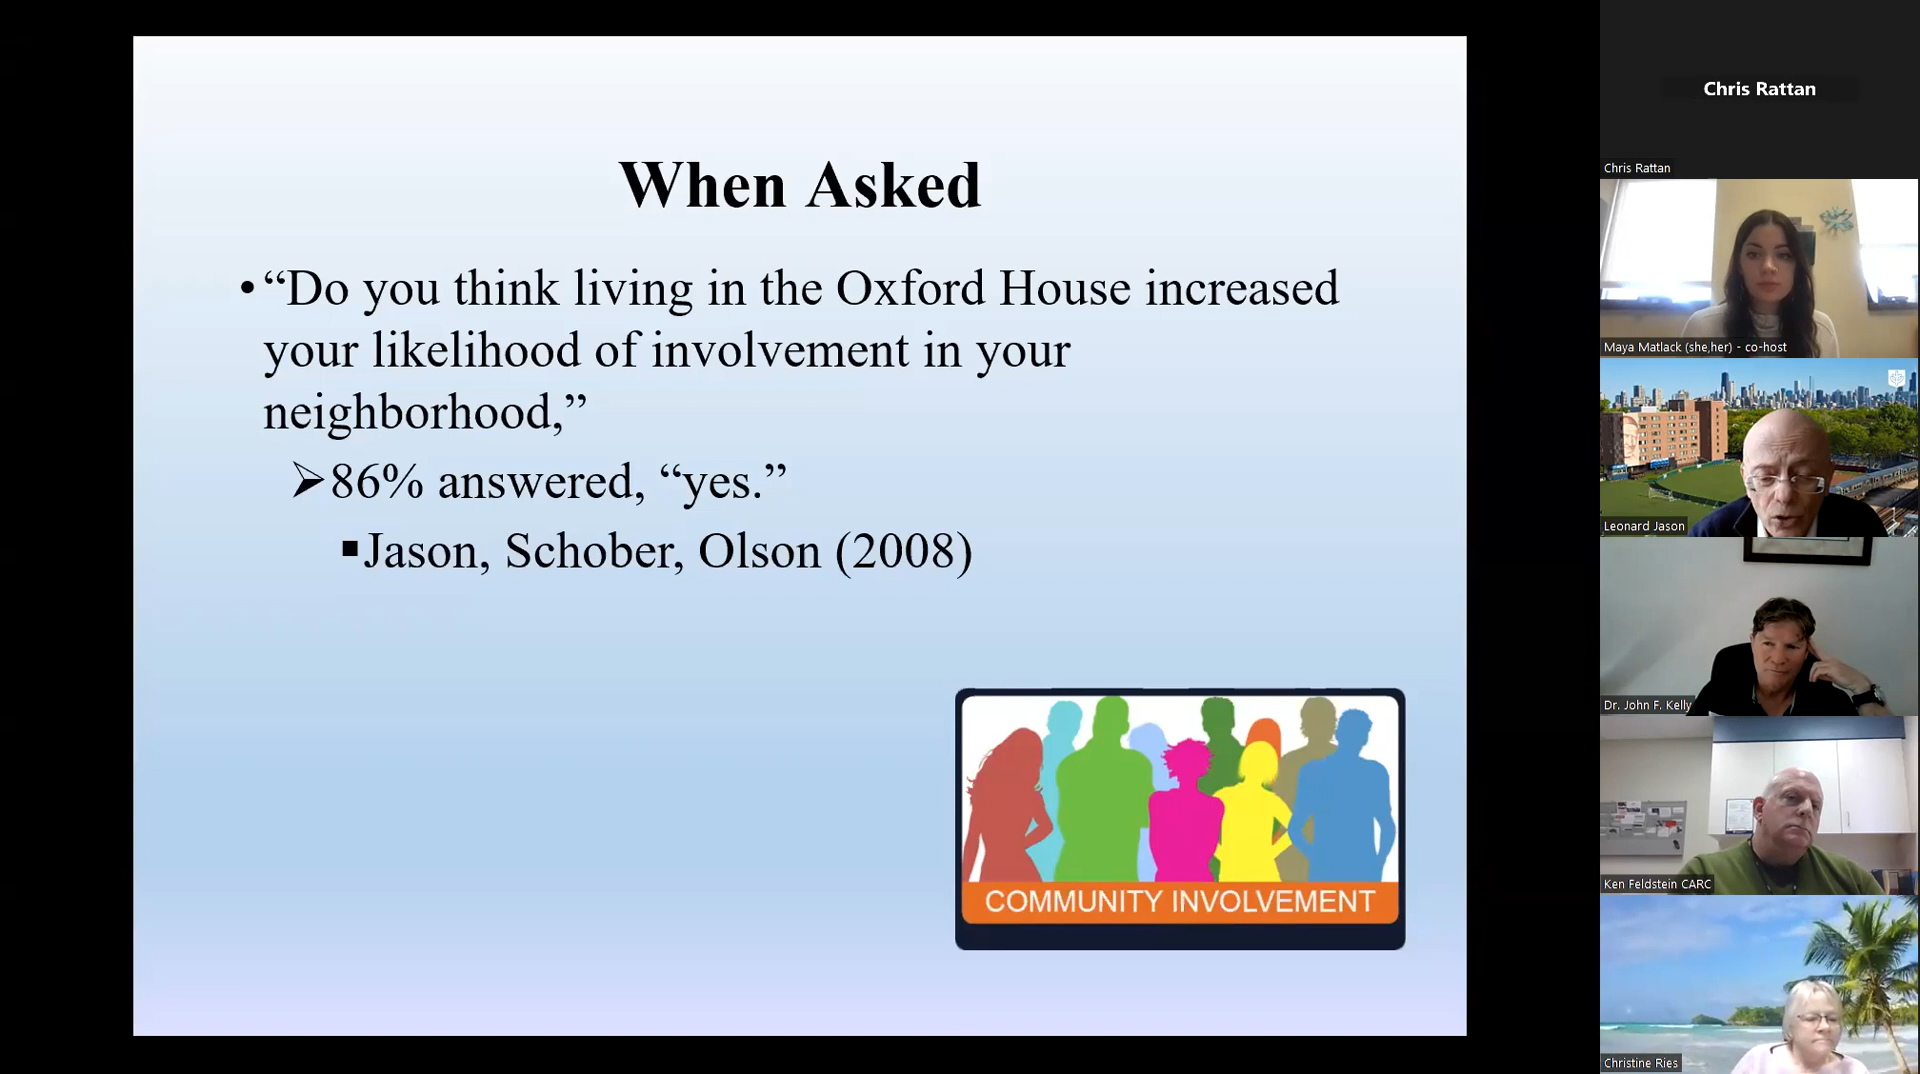 When Asked
• “Do you think living in the Oxford House increased
your likelihood of involvement in your
neighborhood,”
➢86% answered, “yes.”
▪Jason, Schober, Olson (2008)
COMMUNITY INVOLVEMENT
Chris Rattan
Chris Rattan
Maya Matlack (she,her) - co-host
Leonard Jason
Dr. John F. Kelly
Ken Feldstein CARC
Christine Ries